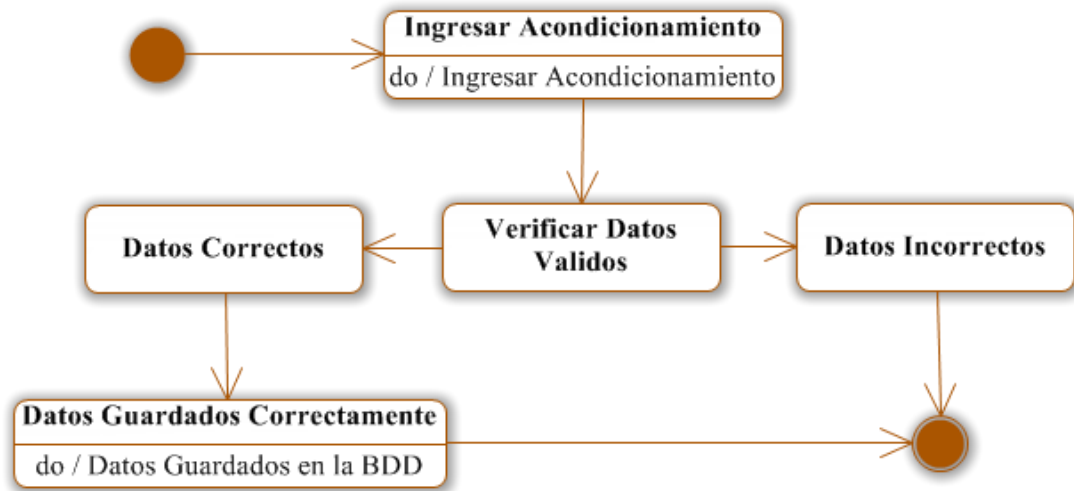 Ingresar Acondicionamiento
do / Ingresar Acondicionamiento
Datos Correctos
Verificar Datos
Validos
Datos Incorrectos
Datos Guardados Correctamente
do / Datos Guardados en la BDD